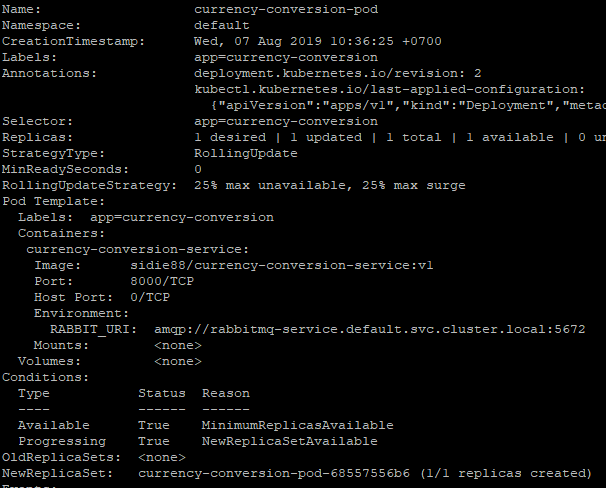 Name: currency-conversion-pod
Namespace: default
CreationTimestamp: Wed, 07 Aug 2019 10:36:25 +0700
Labels: app=currency-conversion
Annotations: deployment.kubernetes.io/revision: 2
kubectl.kubernetes.io/last-applied-configuration:
{"apiVersion":"apps/v1","kind":"Deployment","metad
Selector: app=currency-conversion
Replicas: 1 desired | 1 updated | 1 total | 1 available | 0 un
StrategyType: RollingUpdate
MinReadySeconds: 0
RollingUpdateStrategy: 25% max unavailable, 25% max surge
Pod Template:
Labels: app=currency-conversion
Containers:
currency-conversion-service:
Image: sidie88/currency-conversion-service:v1
Port: 8000/TCP
Host Port: 0/TCP
Environment:
RABBIT_URI: amqp://rabbitmq-service.default.svc.cluster.local:5672
Mounts: <none>
Volumes: <none>
Conditions:
Type Status Reason
---- ------ ------
Available True MinimumReplicasAvailable
Progressing True NewReplicaSetAvailable
OldReplicaSets: <none>
NewReplicaSet: currency-conversion-pod-68557556b6 (1/1 replicas created)
Events: